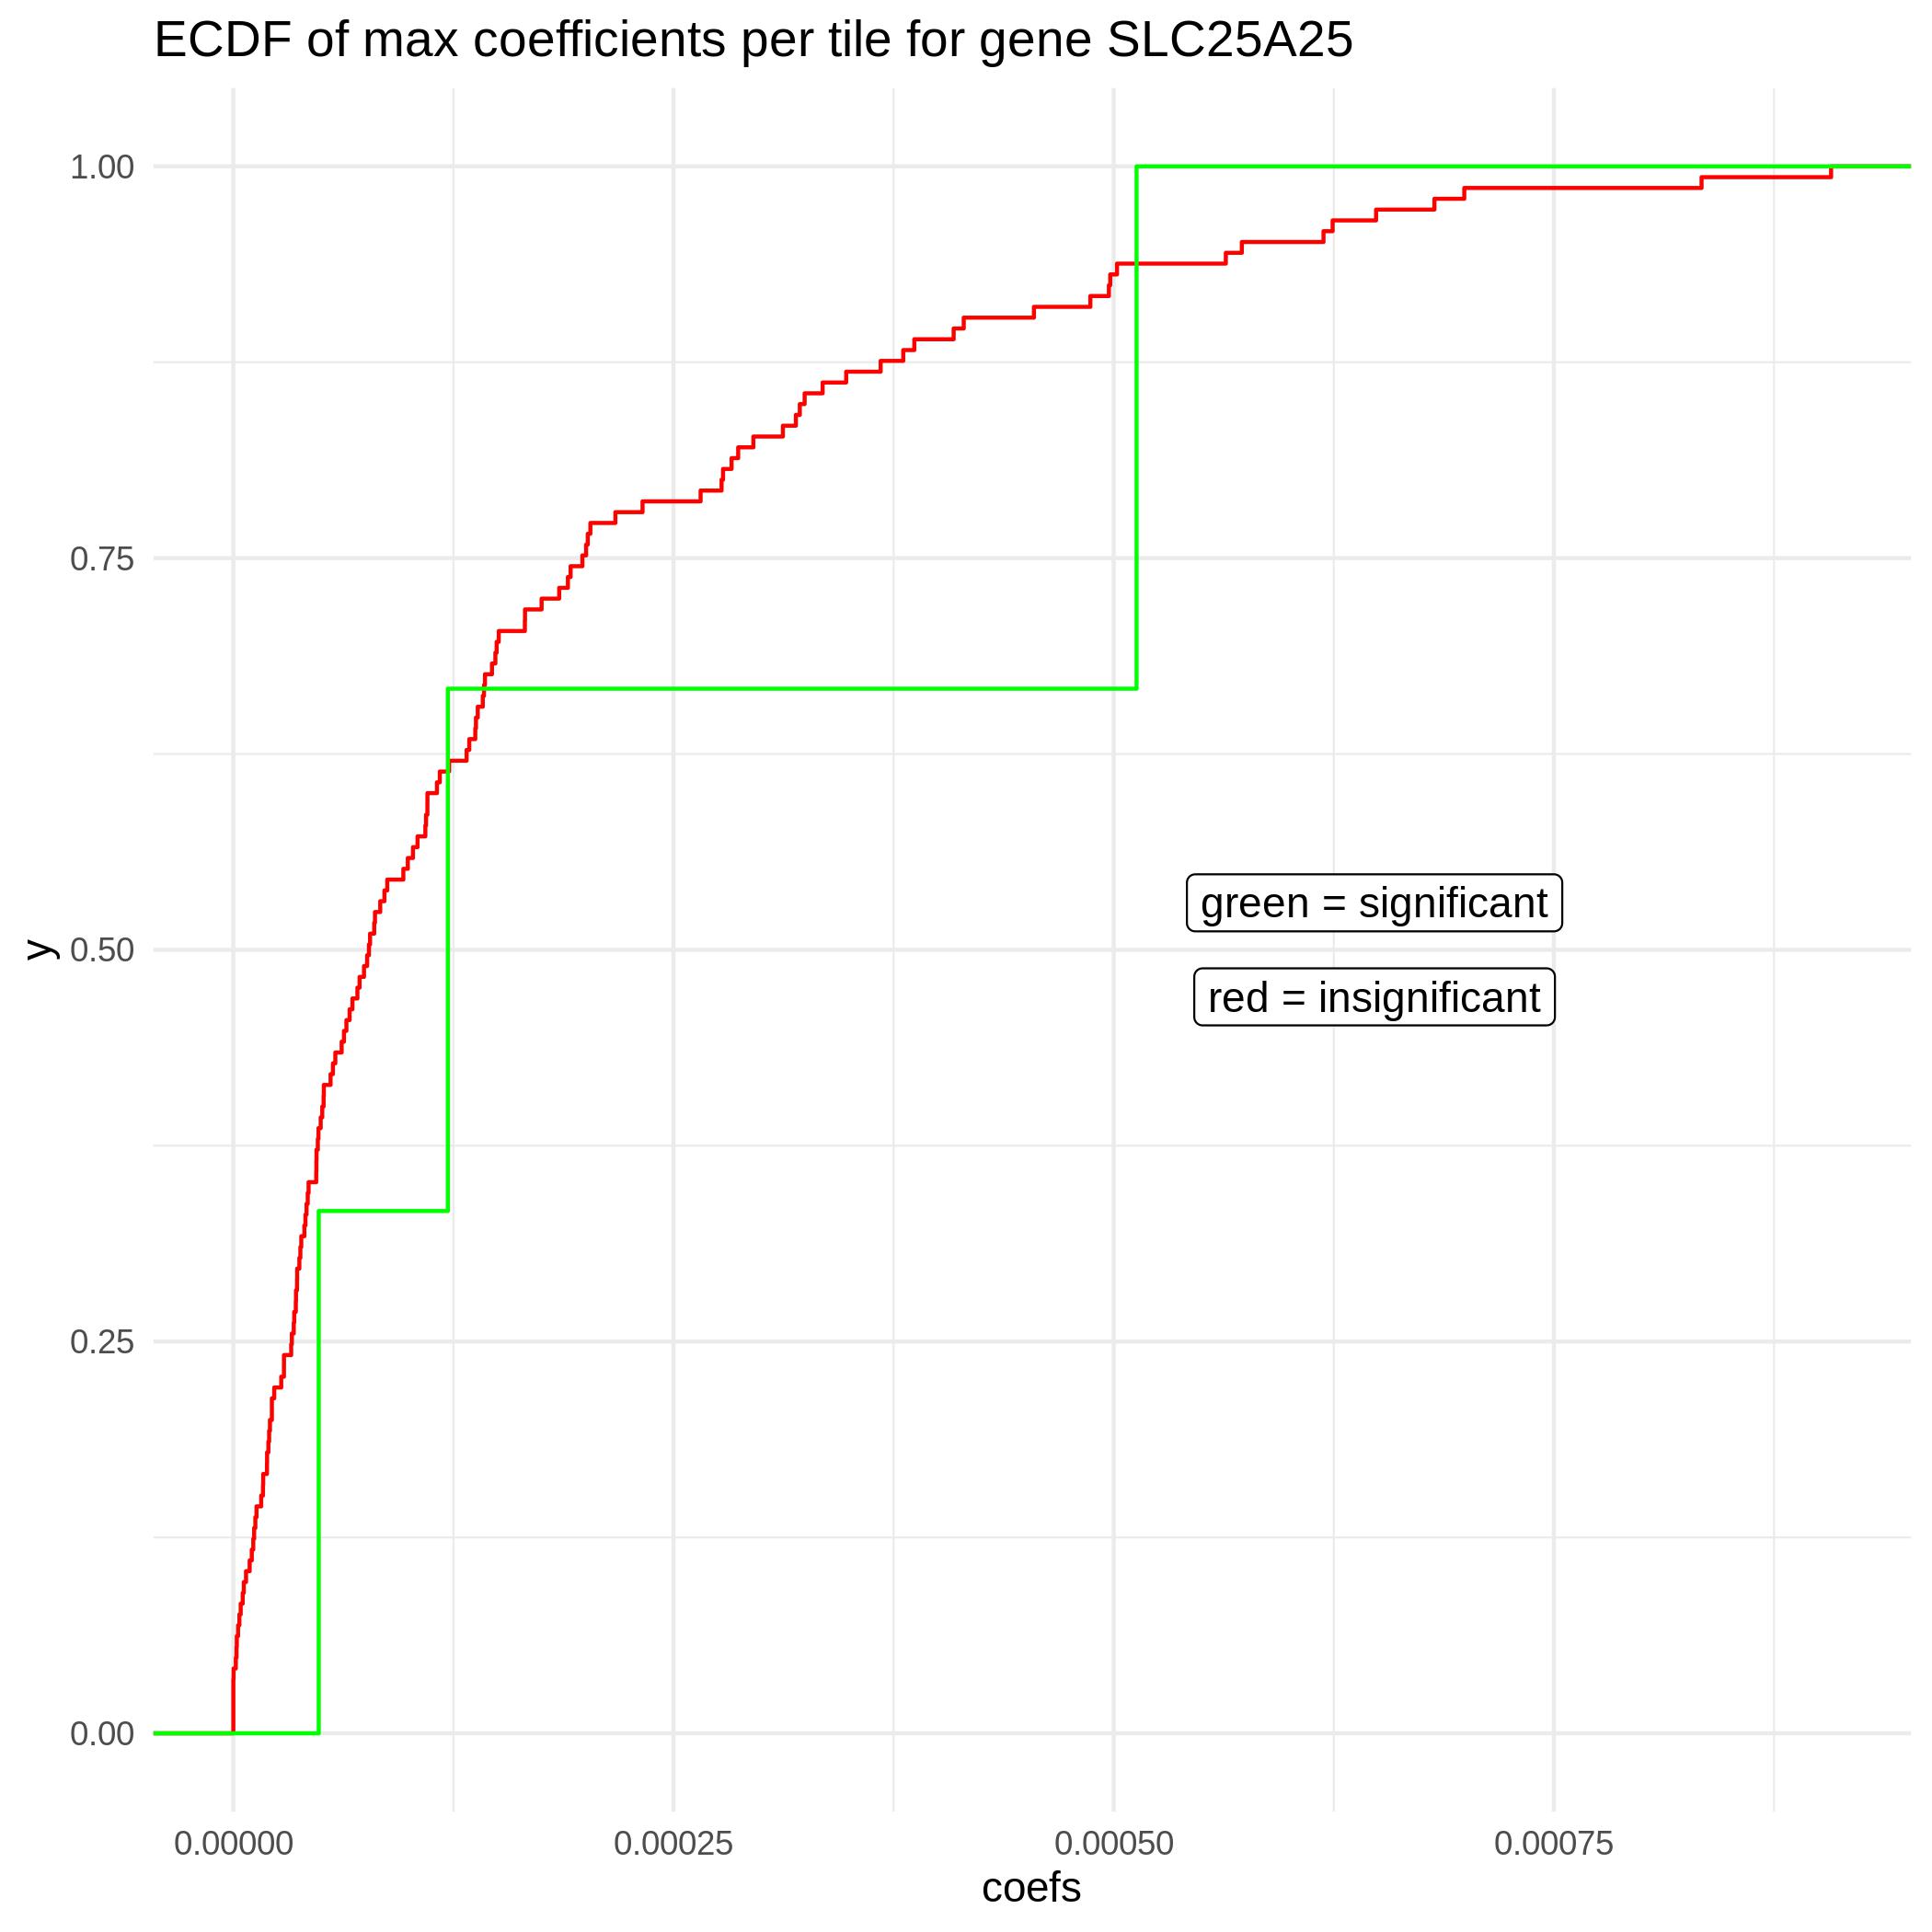 ECDF of max coefficients per tile for gene SLC25A25
1.00
0.75
green = significant
y
0.50
red = insignificant
0.25
0.00
0.00000
0.00025
0.00050
0.00075
coefs